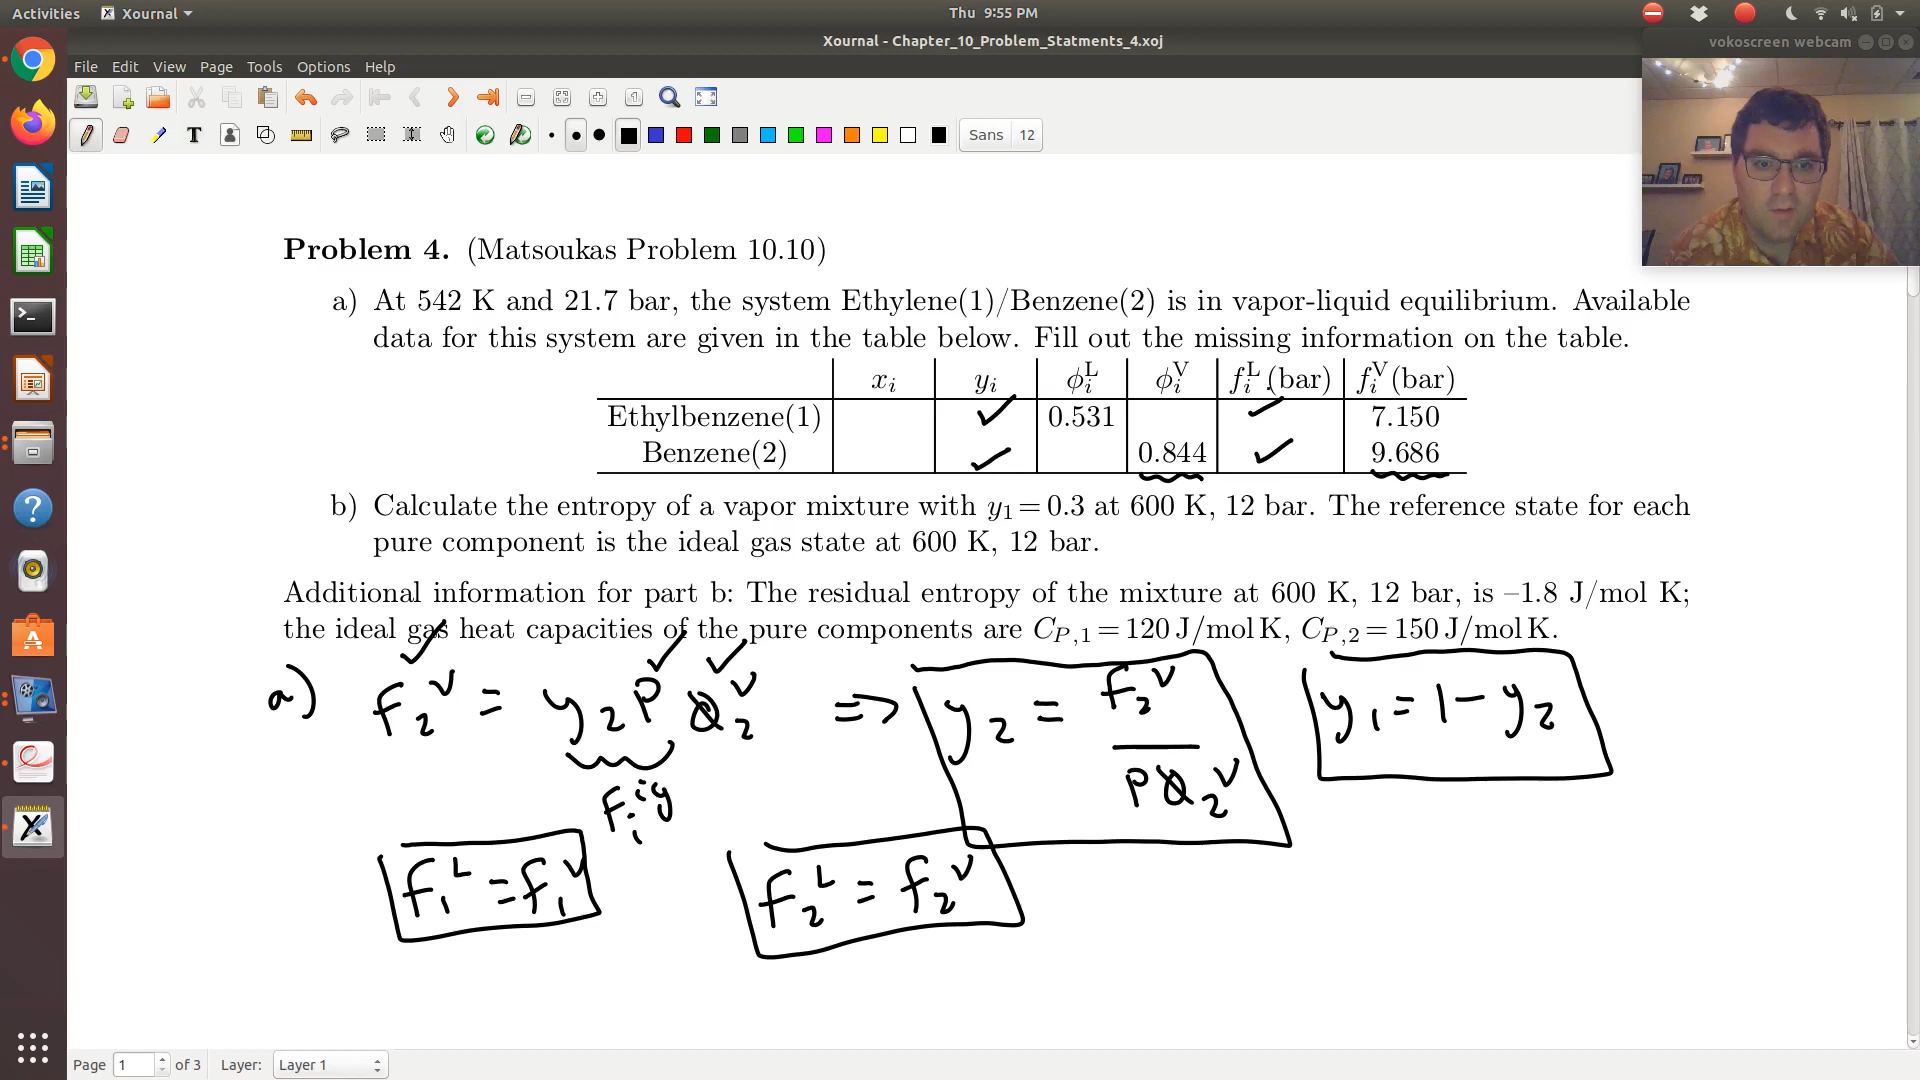 Activities Xournal Thu 9:55 PM
Xournal - Chapter_10_Problem_Statments_4.xoj
vokoscreen webcam
File Edit View Page Tools Options Help
Sans 12
Problem 4. (Matsoukas Problem 10.10)
a) At 542 K and 21.7 bar, the system Ethylene(1)/Benzene(2) is in vapor-liquid equilibrium. Available
data for this system are given in the table below. Fill out the missing information on the table.
x_i y_i ϕ_i^L ϕ_i^V f_i^L(bar) f_i^V(bar)
Ethylbenzene(1) ✓ 0.531 ✓ 7.150
Benzene(2) ✓ 0.844 ✓ 9.686
b) Calculate the entropy of a vapor mixture with y_1=0.3 at 600 K, 12 bar. The reference state for each
pure component is the ideal gas state at 600 K, 12 bar.
Additional information for part b: The residual entropy of the mixture at 600 K, 12 bar, is –1.8 J/mol K;
the ideal gas heat capacities of the pure components are C_{P,1}=120 J/mol K, C_{P,2}=150 J/mol K.
a) f_2^V = y_2 P ϕ_2^V => y_2 = f_2^V / Pϕ_2^V y_1 = 1 - y_2
f_i^{ig}
f_1^L = f_1^V f_2^L = f_2^V
Page 1 of 3 Layer: Layer 1